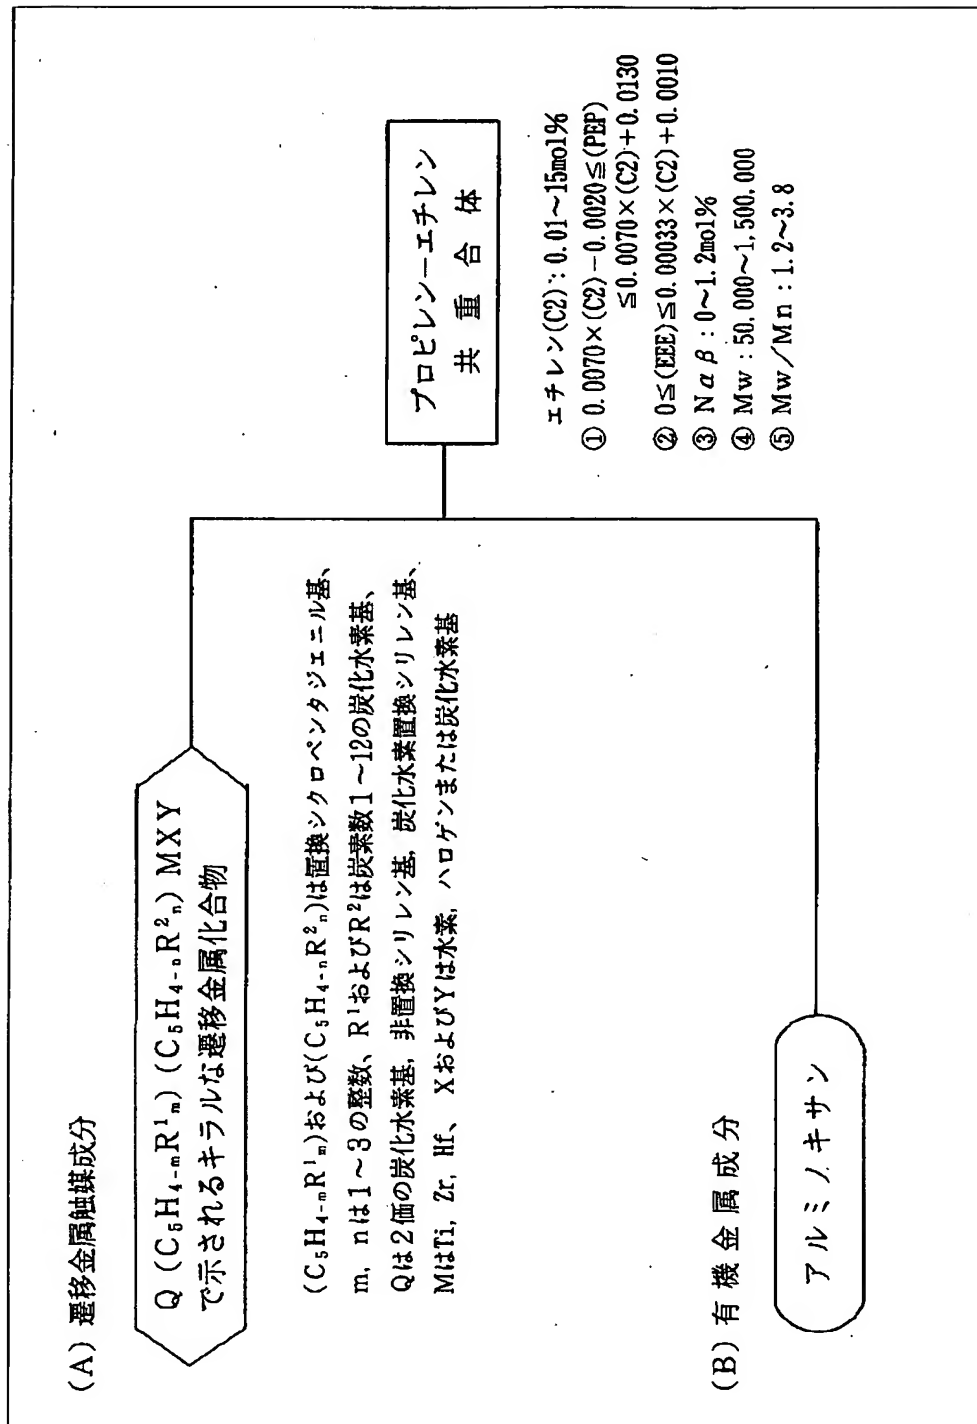 (A) 遷移金属触媒成分
Q (C₅H₄₋ₘR¹ₘ) (C₅H₄₋ₙR²ₙ) MXY
で示されるキラルな遷移金属化合物
(C₅H₄₋ₘR¹ₘ)および(C₅H₄₋ₙR²ₙ)は置換シクロペンタジェニル基、
m, nは1～3の整数、R¹およびR²は炭素数1～12の炭化水素基、
Qは2価の炭化水素基, 非置換シリレン基, 炭化水素置換シリレン基、
MはTi, Zr, Hf、XおよびYは水素, ハロゲンまたは炭化水素基
(B) 有機金属成分
アルミノキサン
プロピレン−エチレン
共重合体
エチレン(C2):0.01～15mol%
① 0.0070×(C2)−0.0020≦(PEP)
≦0.0070×(C2)+0.0130
② 0≦(EEE)≦0.00033×(C2)+0.0010
③ Nαβ:0～1.2mol%
④ Mw:50.000～1,500.000
⑤ Mw/Mn:1.2～3.8